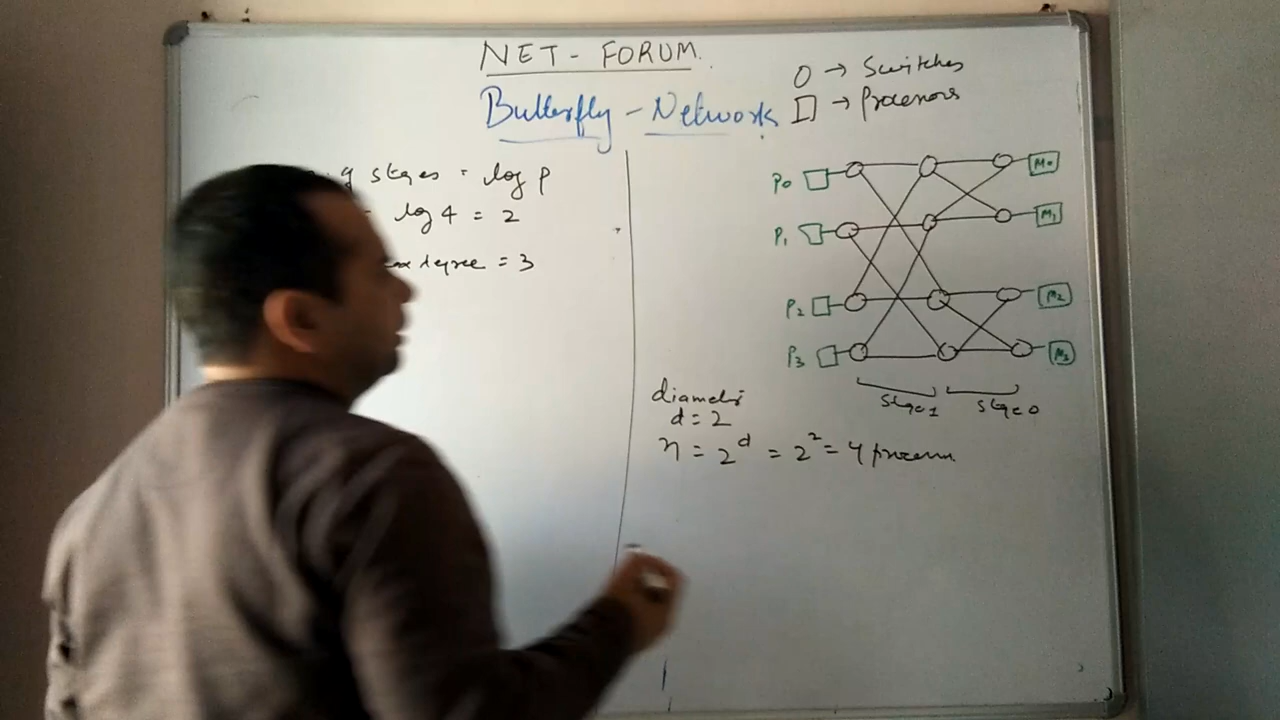 NET - FORUM.
Butterfly - Network
O → Switches
□ → Processors
stages = log P
log 4 = 2
degree = 3
P0
M0
P1
M1
P2
M2
P3
M3
stage 1 stage 0
diameter
d = 2
n = 2^d = 2^2 = 4 processors